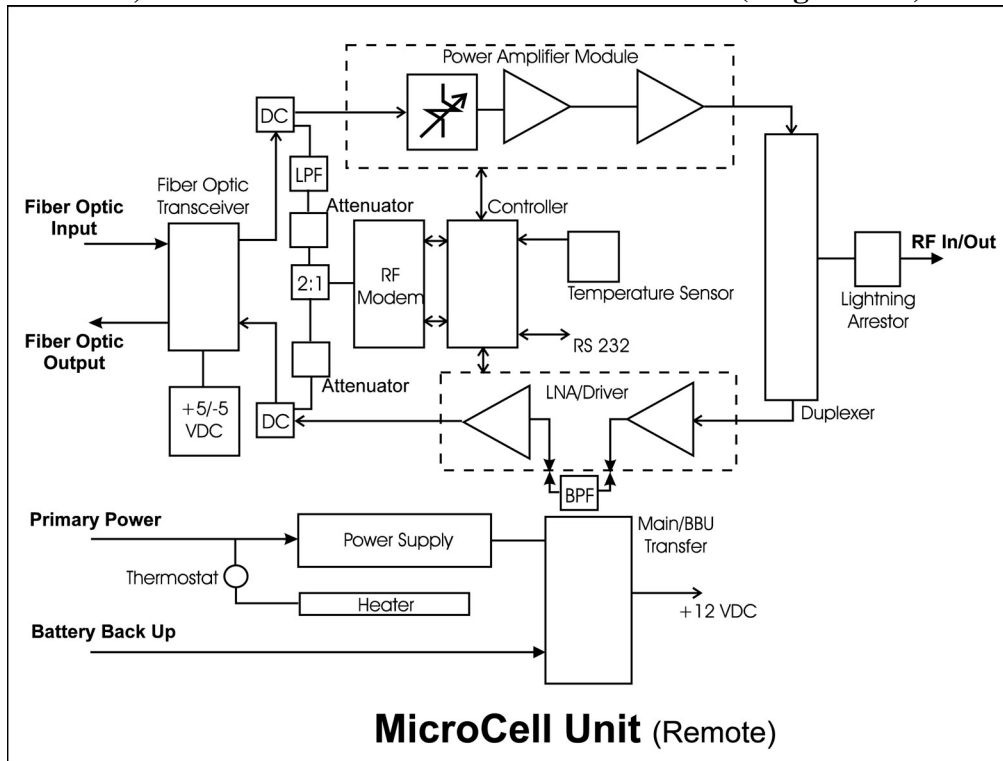 Power Amplifier Module
DC
LPF
Fiber Optic
Transceiver
Attenuator
Controller
Fiber Optic
Input
RF In/Out
2:1
RF
Modem
Temperature Sensor
Lightning
Arrestor
Fiber Optic
Output
RS 232
Attenuator
LNA/Driver
Duplexer
+5/-5
VDC
DC
BPF
Primary Power
Power Supply
Main/BBU
Transfer
Thermostat
Heater
+12 VDC
Battery Back Up
MicroCell Unit (Remote)